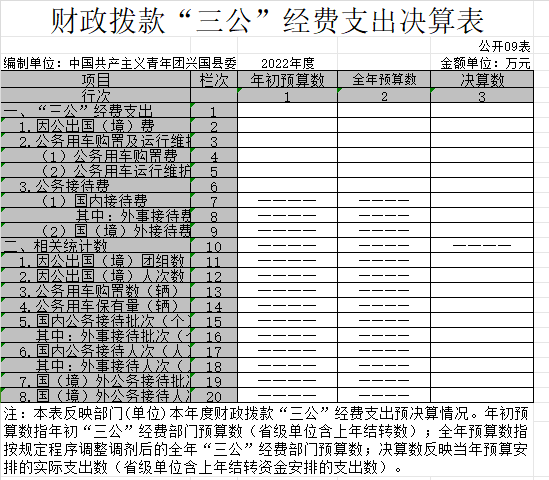 财政拨款“三公”经费支出决算表
公开09表
编制单位：中国共产主义青年团兴国县委 2022年度 金额单位：万元
项目 栏次 年初预算数 全年预算数 决算数
行次 1 2 3
一、“三公”经费支出 1
1.因公出国（境）费 2
2.公务用车购置及运行维护 3
（1）公务用车购置费 4
（2）公务用车运行维护 5
3.公务接待费 6
（1）国内接待费 7 ———— ————
其中：外事接待费 8 ———— ————
（2）国（境）外接待费 9 ———— ————
二、相关统计数 10 ———— ———— ————
1.因公出国（境）团组数 11 ———— ————
2.因公出国（境）人次数 12 ———— ————
3.公务用车购置数（辆） 13 ———— ————
4.公务用车保有量（辆） 14 ———— ————
5.国内公务接待批次（个 15 ———— ————
其中：外事接待批次（个 16 ———— ————
6.国内公务接待人次（人 17 ———— ————
其中：外事接待人次（ 18 ———— ————
7.国（境）外公务接待批次 19 ———— ————
8.国（境）外公务接待人 20 ———— ————
注：本表反映部门(单位)本年度财政拨款“三公”经费支出预决算情况。年初预
算数指年初“三公”经费部门预算数（省级单位含上年结转数）；全年预算数指
按规定程序调整调剂后的全年“三公”经费部门预算数；决算数反映当年预算安
排的实际支出数（省级单位含上年结转资金安排的支出数）。